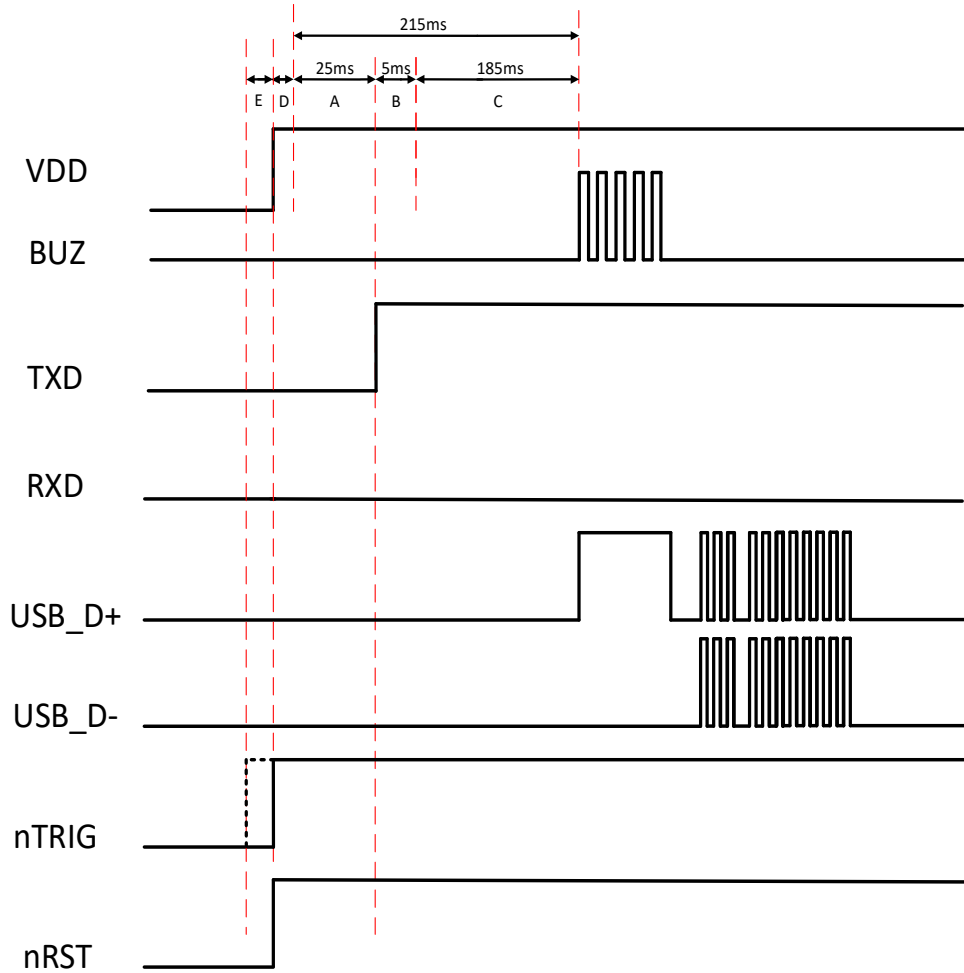 215ms
25ms 5ms 185ms
E D A B C
VDD
BUZ
TXD
RXD
USB_D+
USB_D-
nTRIG
nRST